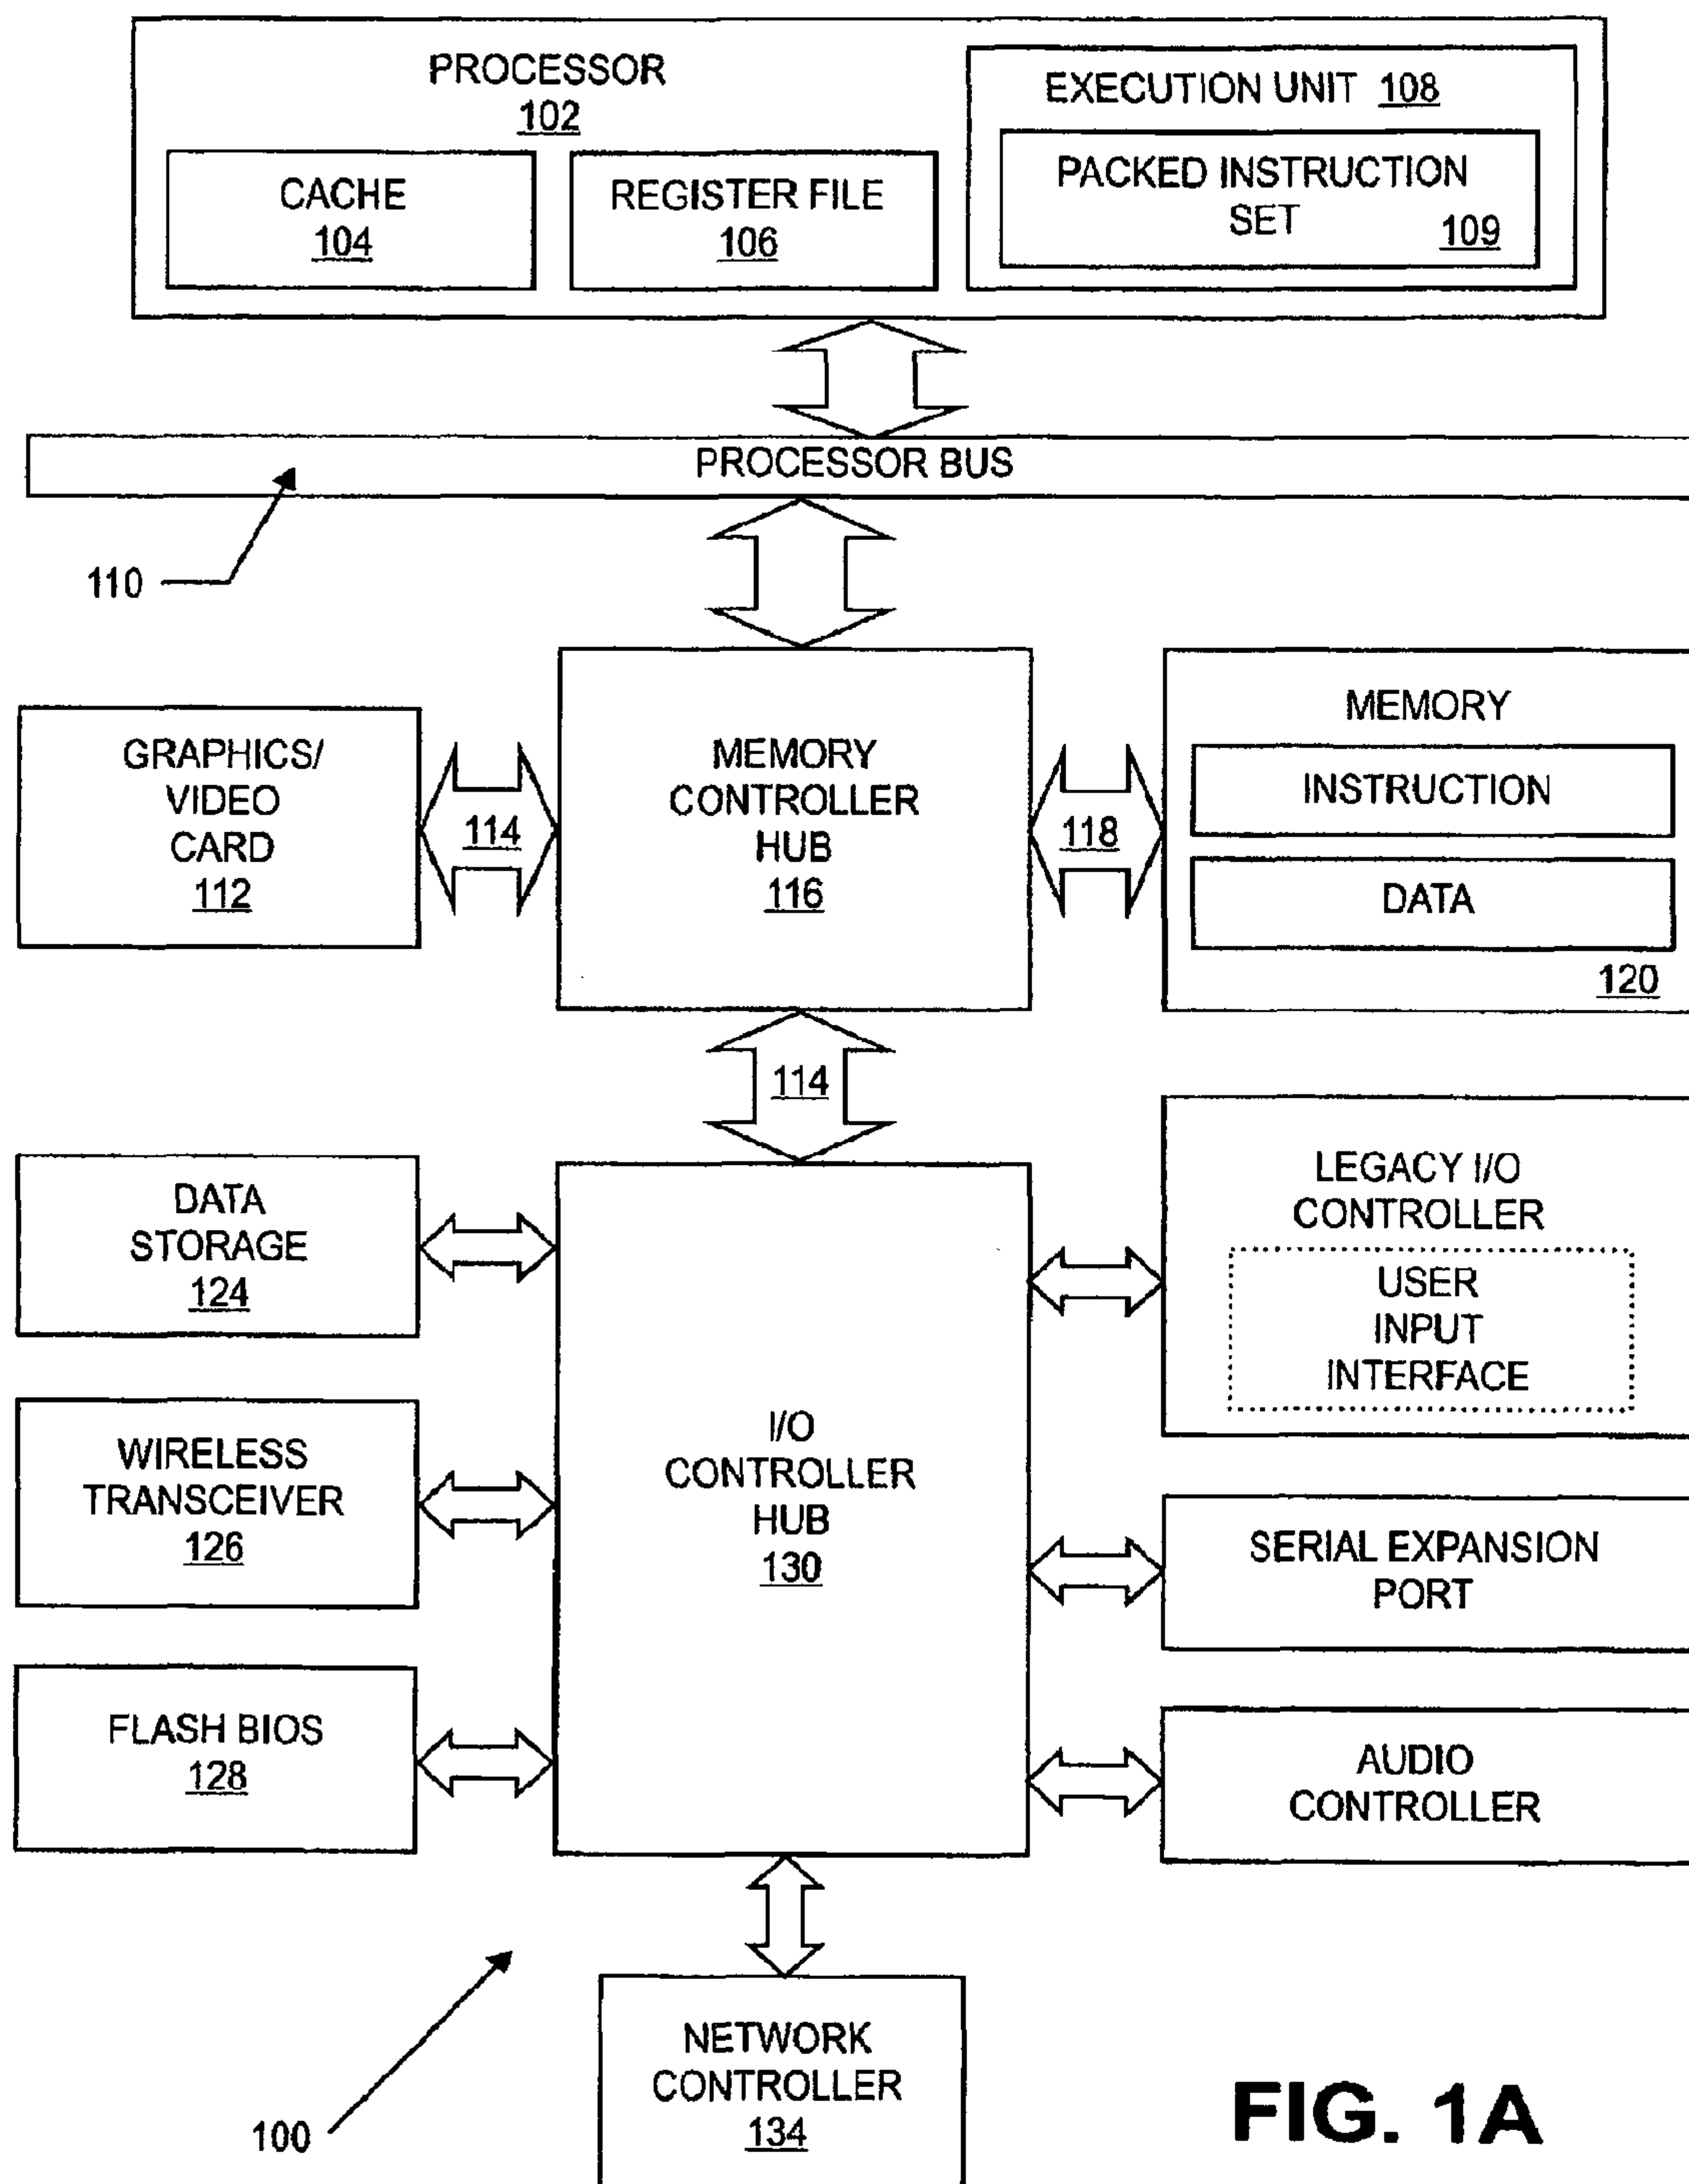 PROCESSOR
102
CACHE
104
REGISTER FILE
106
EXECUTION UNIT 108
PACKED INSTRUCTION
SET 109
PROCESSOR BUS
110
GRAPHICS/
VIDEO
CARD
112
114
MEMORY
CONTROLLER
HUB
116
118
MEMORY
INSTRUCTION
DATA
120
114
DATA
STORAGE
124
WIRELESS
TRANSCEIVER
126
FLASH BIOS
128
I/O
CONTROLLER
HUB
130
LEGACY I/O
CONTROLLER
USER
INPUT
INTERFACE
SERIAL EXPANSION
PORT
AUDIO
CONTROLLER
NETWORK
CONTROLLER
134
100
FIG. 1A